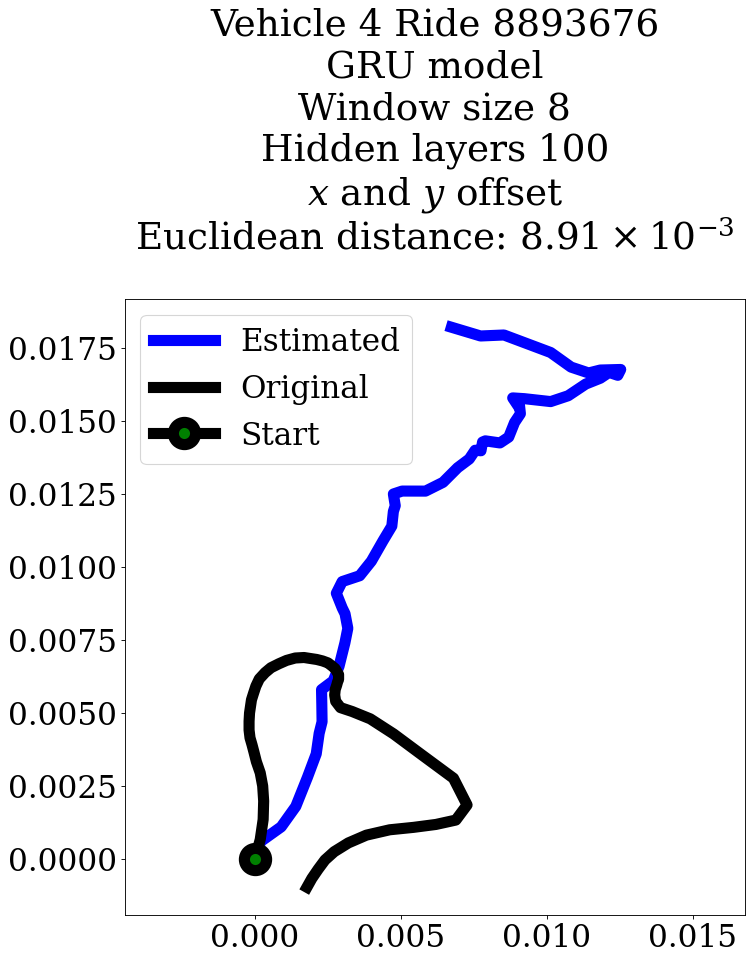 Vehicle 4 Ride 8893676
GRU model
Window size 8
Hidden layers 100
x and y offset
Euclidean distance: 8.91 × 10⁻³
Estimated
Original
Start
0.0175
0.0150
0.0125
0.0100
0.0075
0.0050
0.0025
0.0000
0.000 0.005 0.010 0.015